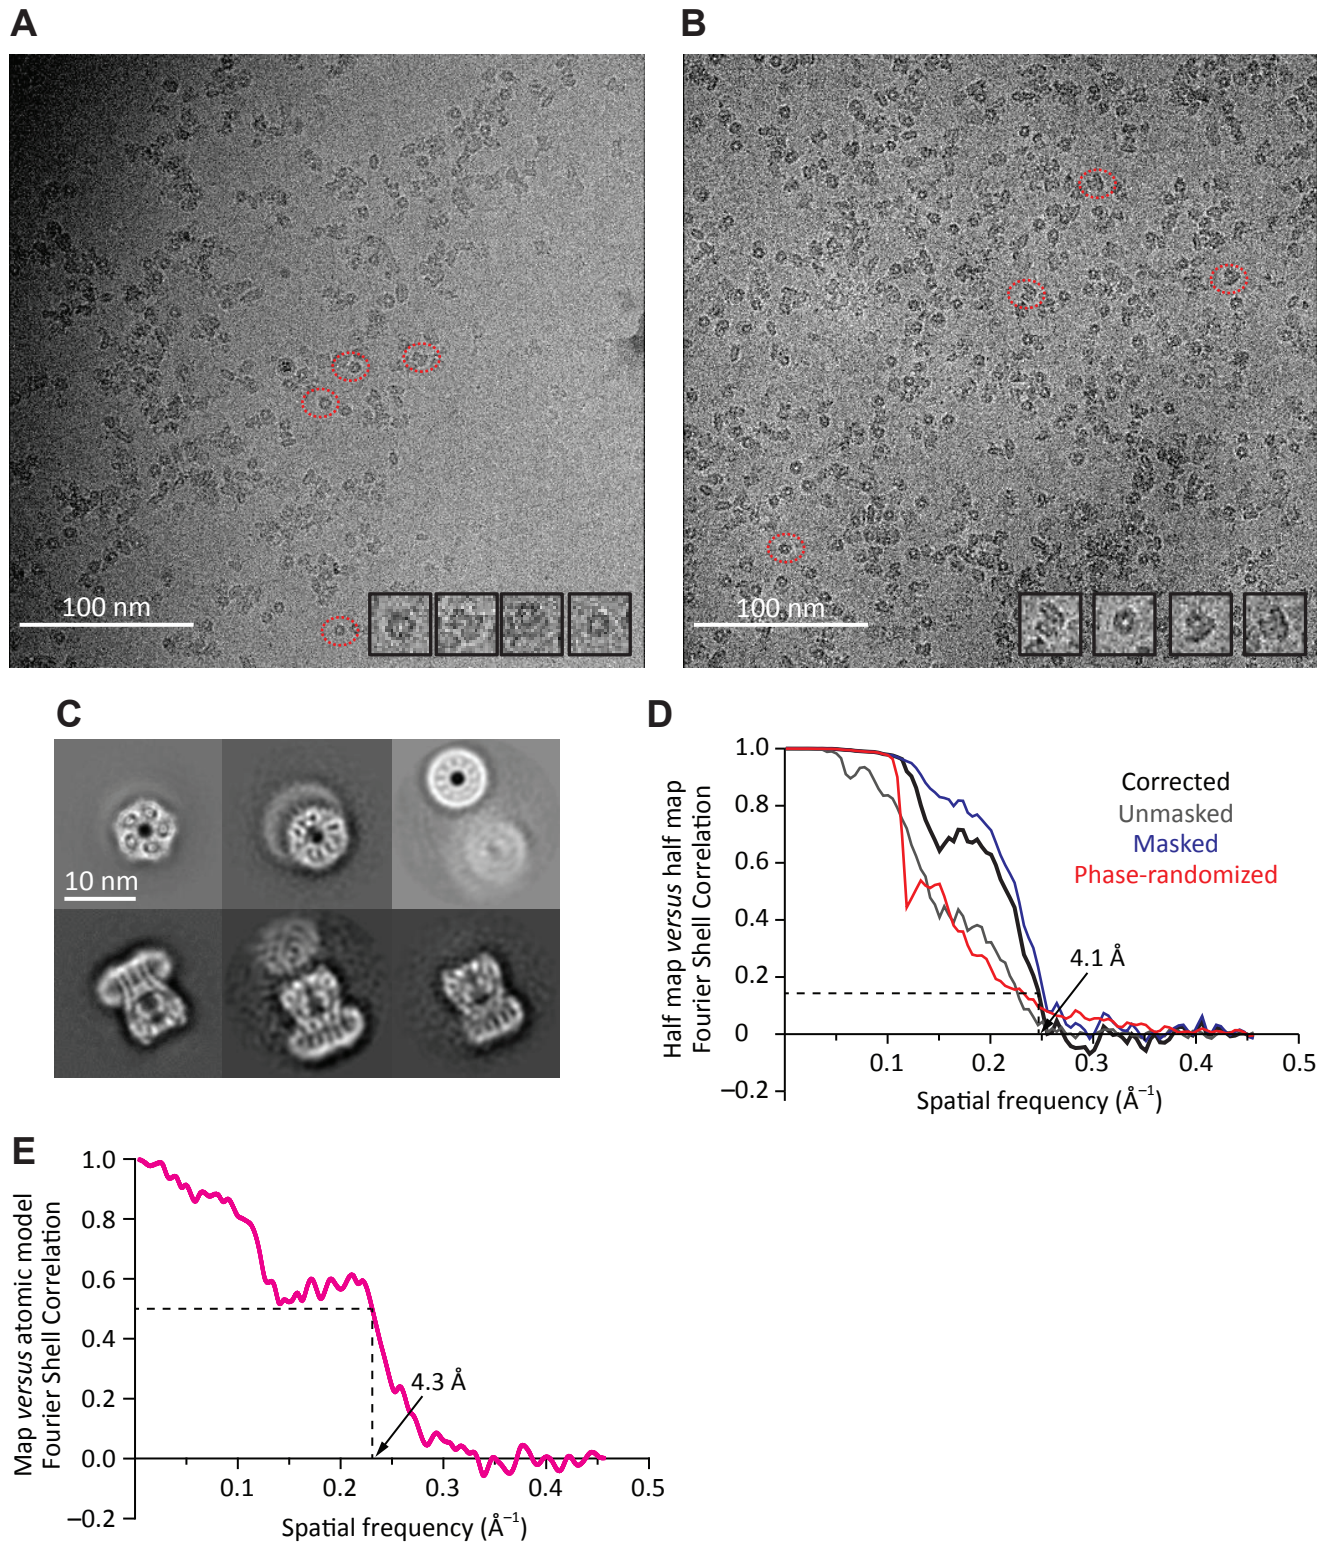 A
B
100 nm
100 nm
C
10 nm
D
Half map versus half map
Fourier Shell Correlation
1.0
0.8
0.6
0.4
0.2
0
–0.2
Corrected
Unmasked
Masked
Phase-randomized
4.1 Å
0.1
0.2
0.3
0.4
0.5
Spatial frequency (Å⁻¹)
E
Map versus atomic model
Fourier Shell Correlation
1.0
0.8
0.6
0.4
0.2
0.0
–0.2
4.3 Å
0.1
0.2
0.3
0.4
0.5
Spatial frequency (Å⁻¹)